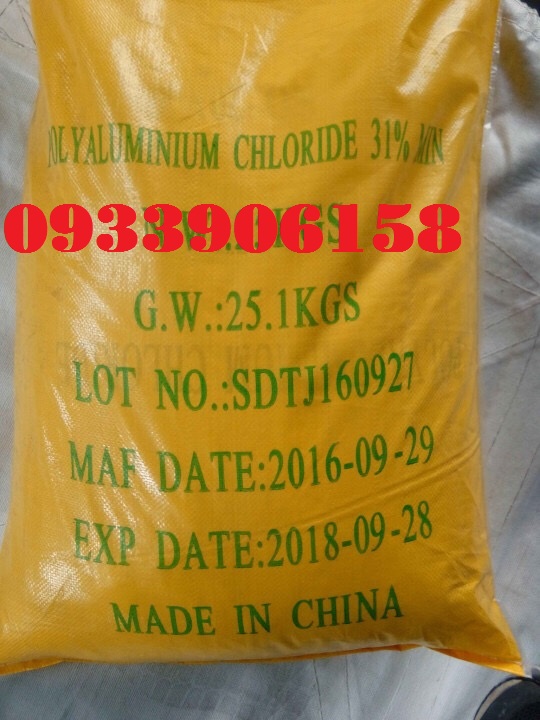 POLYALUMINIUM CHLORIDE 31% MIN
0933906158
G.W.:25.1KGS
LOT NO.:SDTJ160927
MAF DATE:2016-09-29
EXP DATE:2018-09-28
MADE IN CHINA